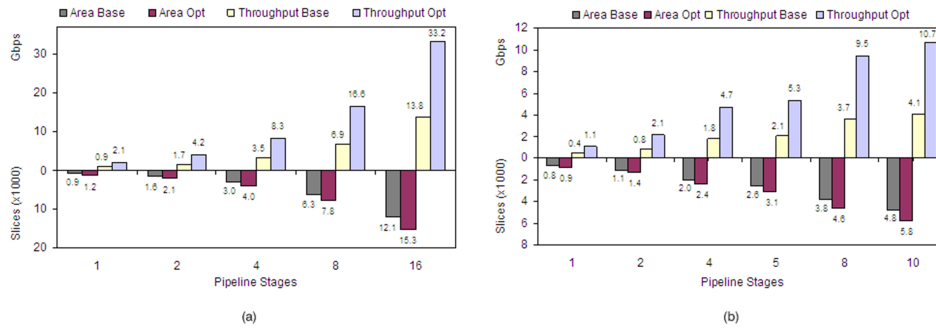 Area Base Area Opt Throughput Base Throughput Opt
Gbps
Slices (x1000)
30
20
10
0
10
20
0.9 1.2 0.9 2.1
1.6 2.1 1.7 4.2
3.0 4.0 3.5 8.3
6.3 7.8 6.9 16.6
12.1 15.3 13.8 33.2
1 2 4 8 16
Pipeline Stages
(a)
Area Base Area Opt Throughput Base Throughput Opt
Gbps
Slices (x1000)
12
10
8
6
4
2
0
2
4
6
8
0.8 0.9 0.4 1.1
1.1 1.4 0.8 2.1
2.0 2.4 1.8 4.7
2.6 3.1 2.1 5.3
3.8 4.6 3.7 9.5
4.8 5.8 4.1 10.7
1 2 4 5 8 10
Pipeline Stages
(b)